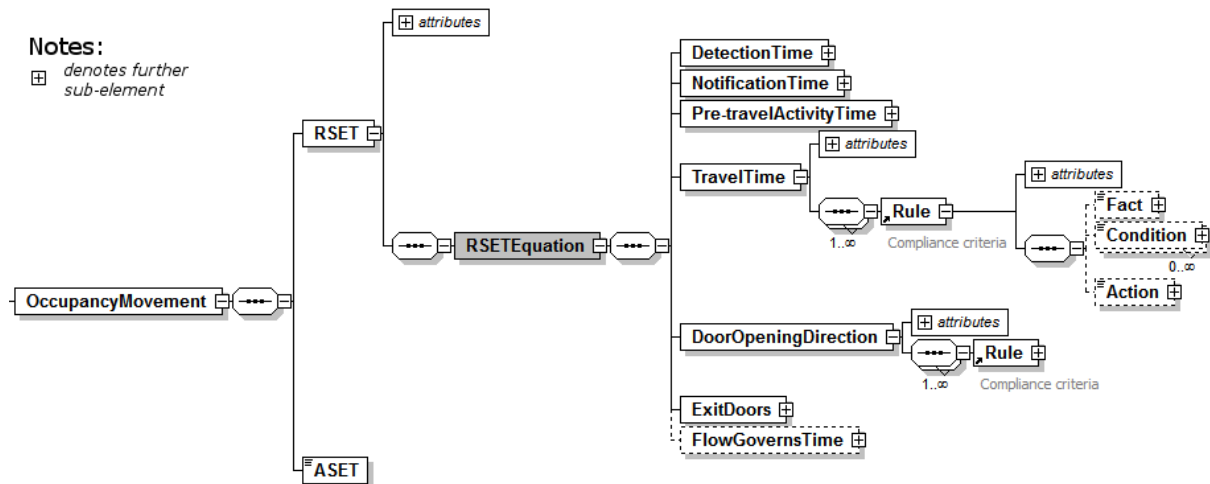 Notes:
denotes further
sub-element
attributes
RSET
DetectionTime
NotificationTime
Pre-travelActivityTime
attributes
TravelTime
attributes
Rule
1..∞
Compliance criteria
Fact
Condition
0..∞
Action
RSETEquation
OccupancyMovement
attributes
DoorOpeningDirection
Rule
1..∞
Compliance criteria
ExitDoors
FlowGovernsTime
ASET